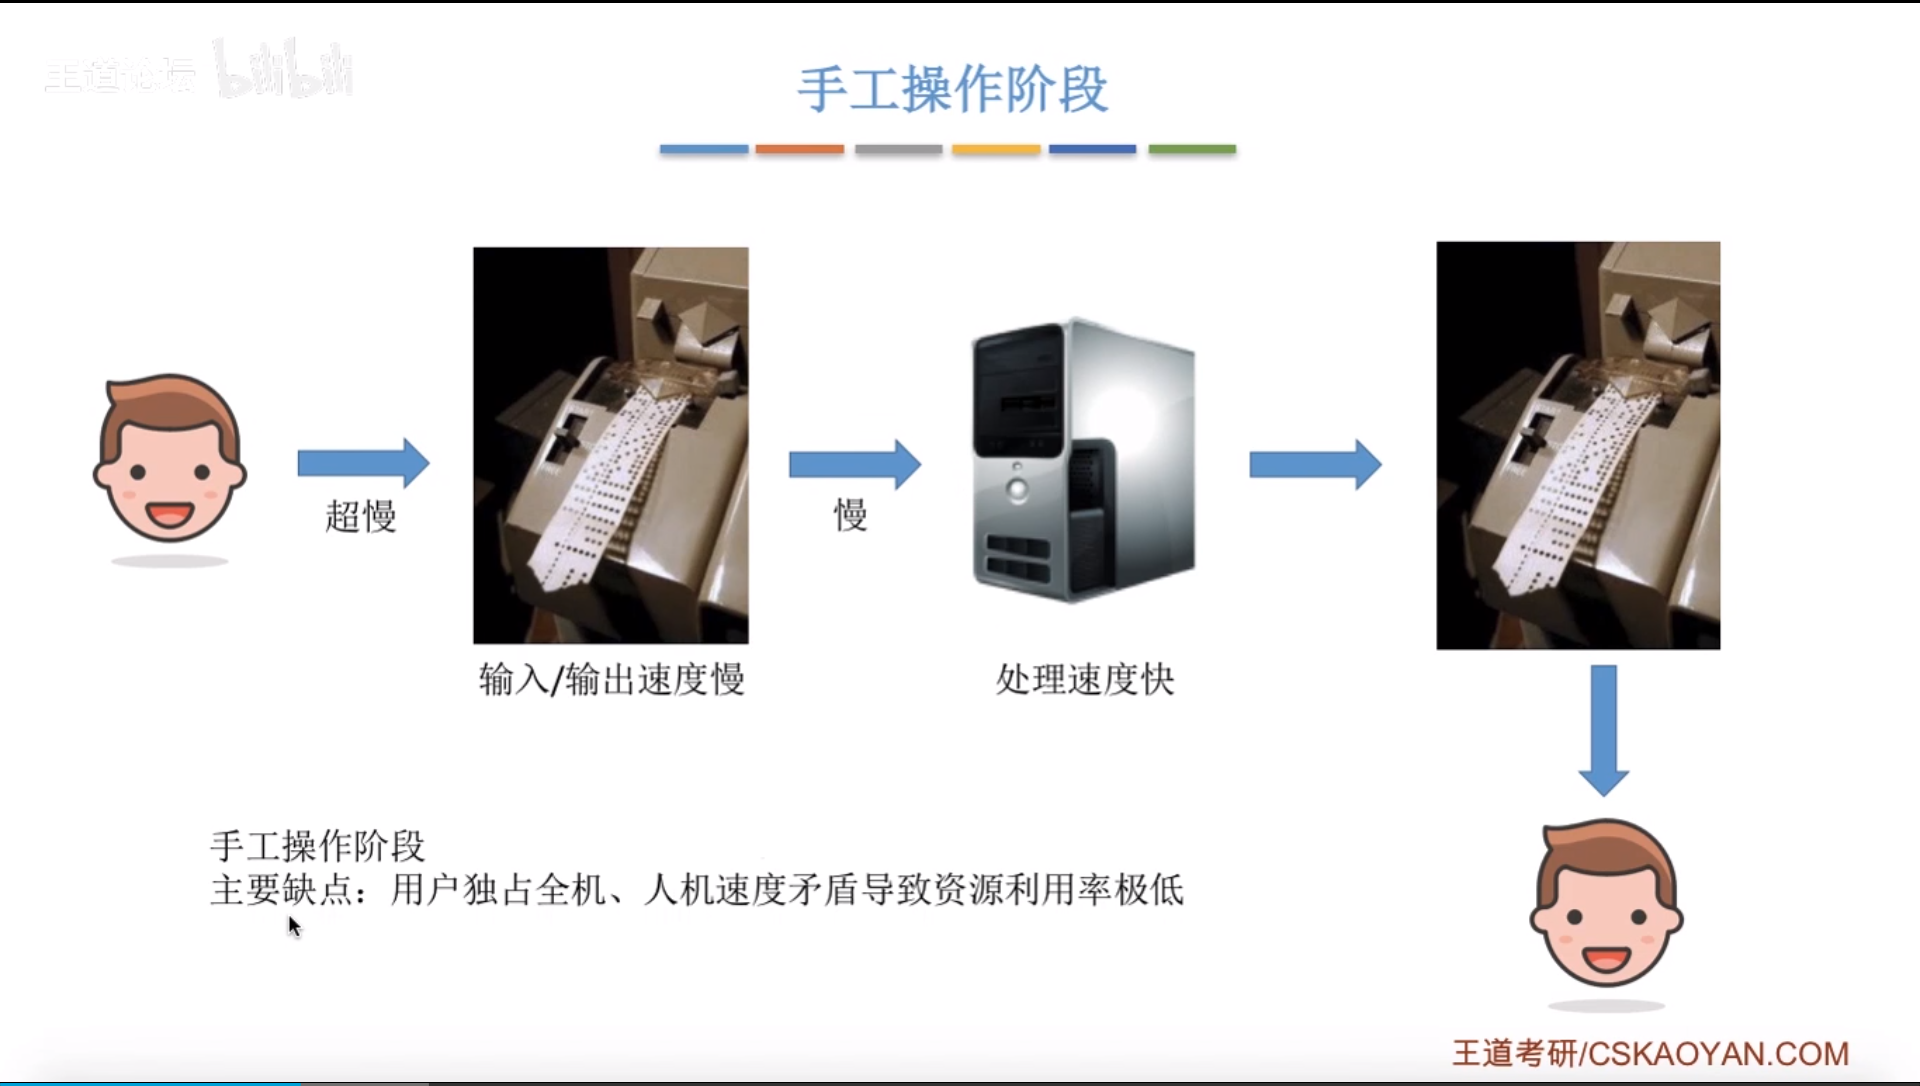 王道论坛 bilibili
手工操作阶段
超慢
慢
输入/输出速度慢
处理速度快
手工操作阶段
主要缺点：用户独占全机、人机速度矛盾导致资源利用率极低
王道考研/CSKAOYAN.COM